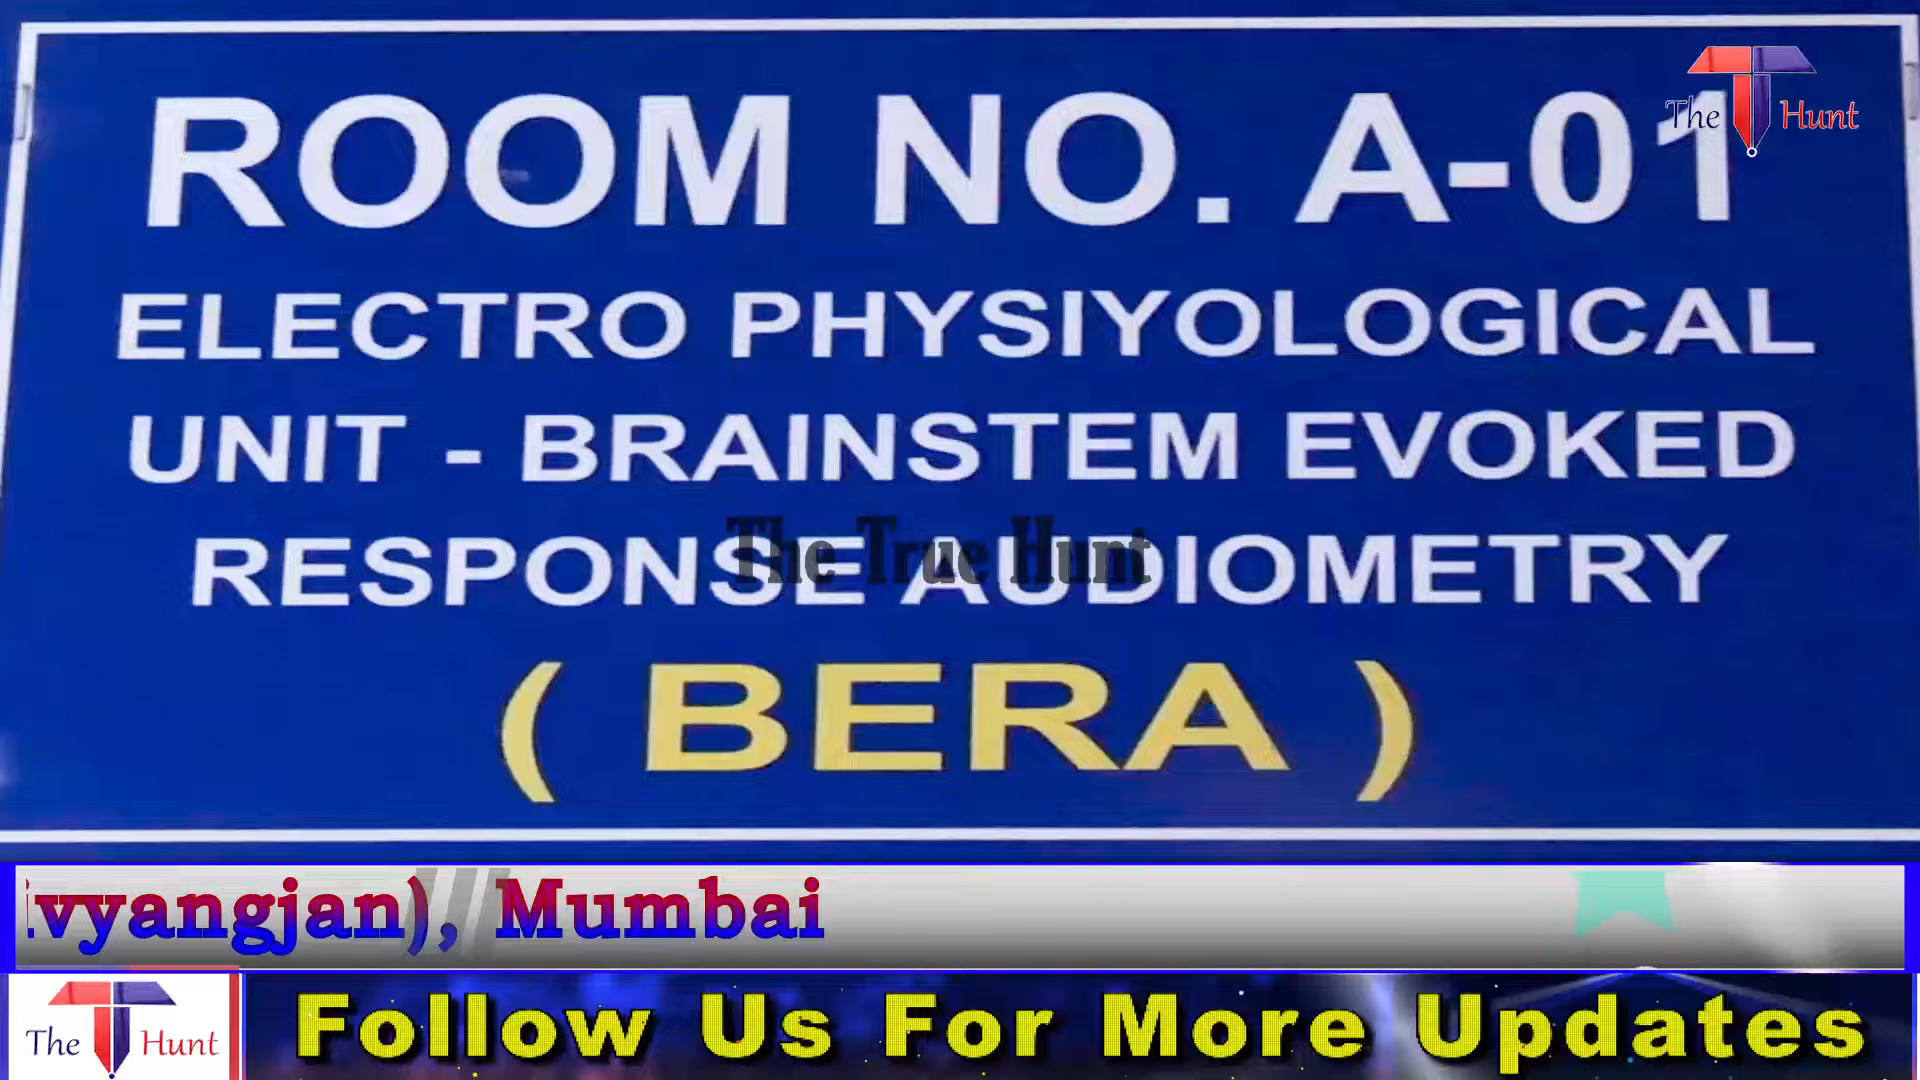 ROOM NO. A-01
The T Hunt
ELECTRO PHYSIYOLOGICAL
UNIT - BRAINSTEM EVOKED
RESPONSE AUDIOMETRY
The True Hunt
( BERA )
ivyangjan), Mumbai
The T Hunt
Follow Us For More Updates